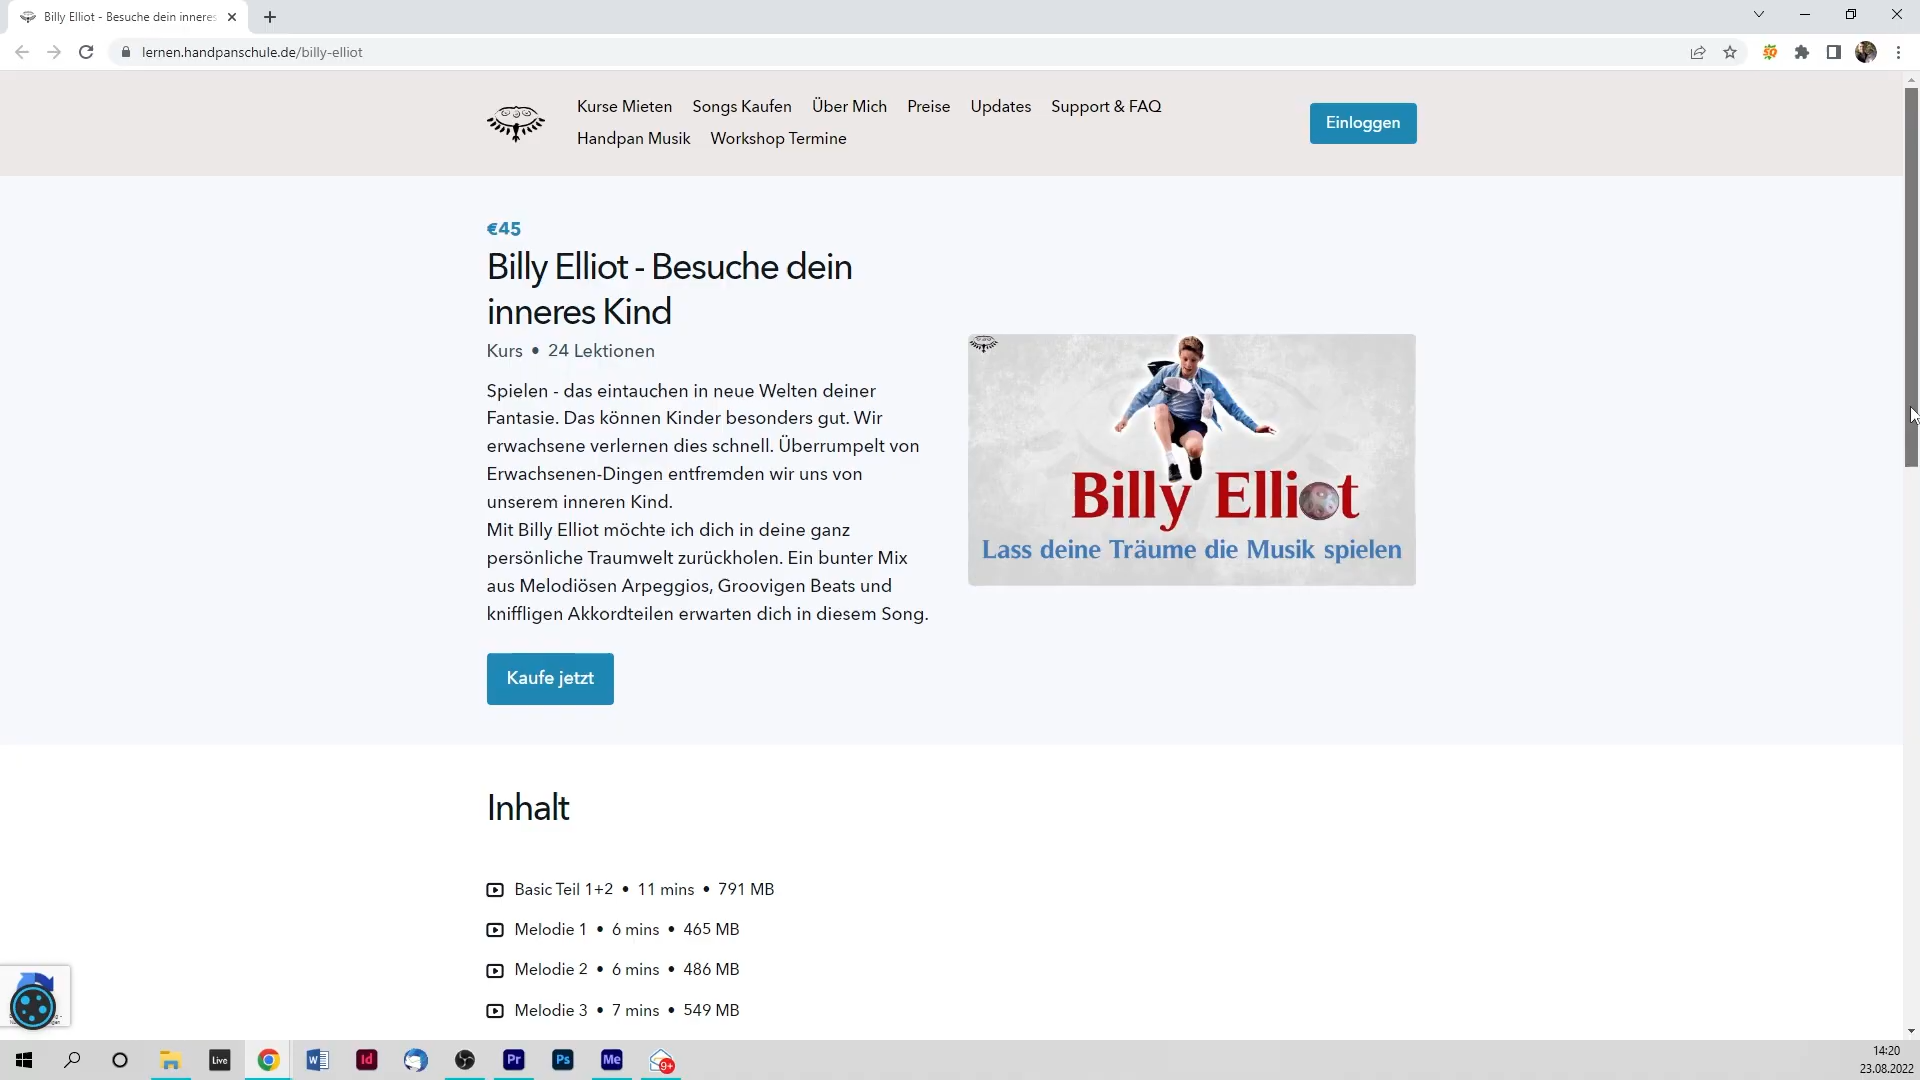 Billy Elliot - Besuche dein inneres
lernen.handpanschule.de/billy-elliot
Kurse Mieten Songs Kaufen Über Mich Preise Updates Support & FAQ
Handpan Musik Workshop Termine
Einloggen
€45
Billy Elliot - Besuche dein
inneres Kind
Kurs • 24 Lektionen
Spielen - das eintauchen in neue Welten deiner
Fantasie. Das können Kinder besonders gut. Wir
erwachsene verlernen dies schnell. Überrumpelt von
Erwachsenen-Dingen entfremden wir uns von
unserem inneren Kind.
Mit Billy Elliot möchte ich dich in deine ganz
persönliche Traumwelt zurückholen. Ein bunter Mix
aus Melodiösen Arpeggios, Groovigen Beats und
kniffligen Akkordteilen erwarten dich in diesem Song.
Billy Elliot
Lass deine Träume die Musik spielen
Kaufe jetzt
Inhalt
Basic Teil 1+2 • 11 mins • 791 MB
Melodie 1 • 6 mins • 465 MB
Melodie 2 • 6 mins • 486 MB
Melodie 3 • 7 mins • 549 MB
Live
Id
Pr
Ps
Me
9+
14:20
23.08.2022